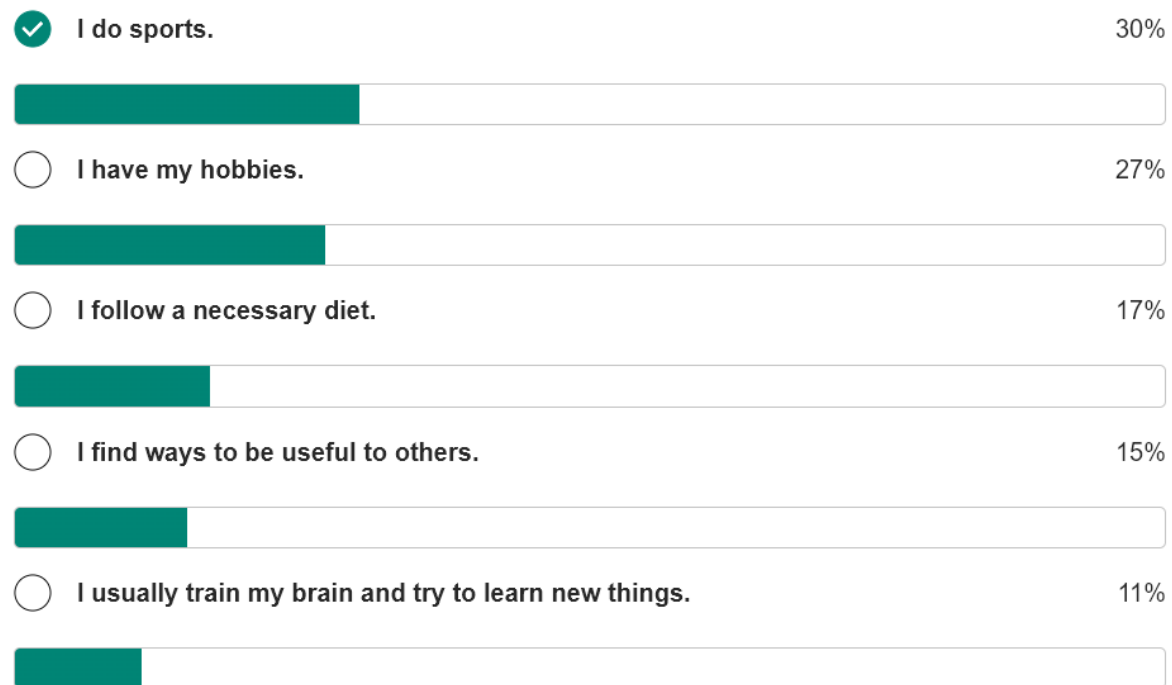 I do sports. 30%
I have my hobbies. 27%
I follow a necessary diet. 17%
I find ways to be useful to others. 15%
I usually train my brain and try to learn new things. 11%